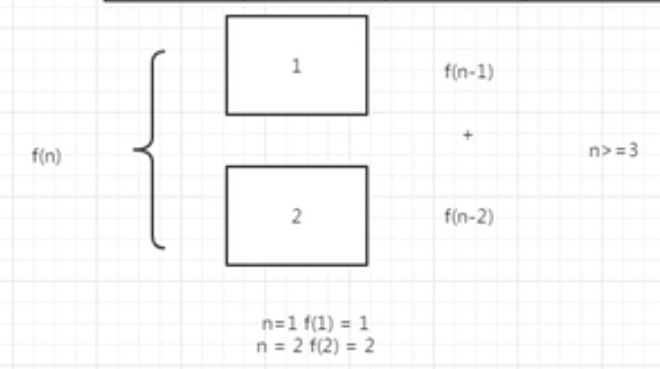 1
f(n-1)
+
f(n)
n>=3
2
f(n-2)
n=1 f(1) = 1
n = 2 f(2) = 2